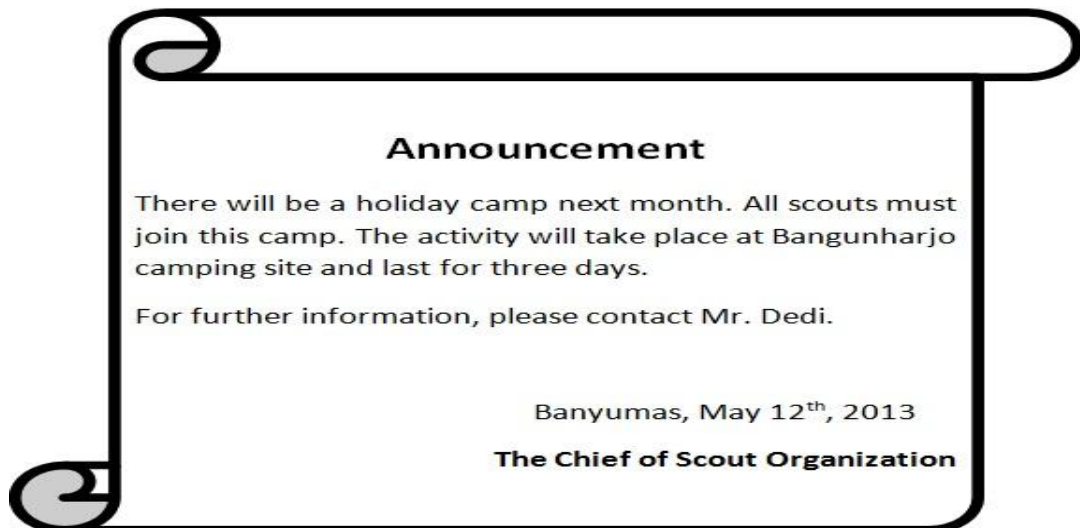 Announcement
There will be a holiday camp next month. All scouts must
join this camp. The activity will take place at Bangunharjo
camping site and last for three days.
For further information, please contact Mr. Dedi.
Banyumas, May 12th, 2013
The Chief of Scout Organization